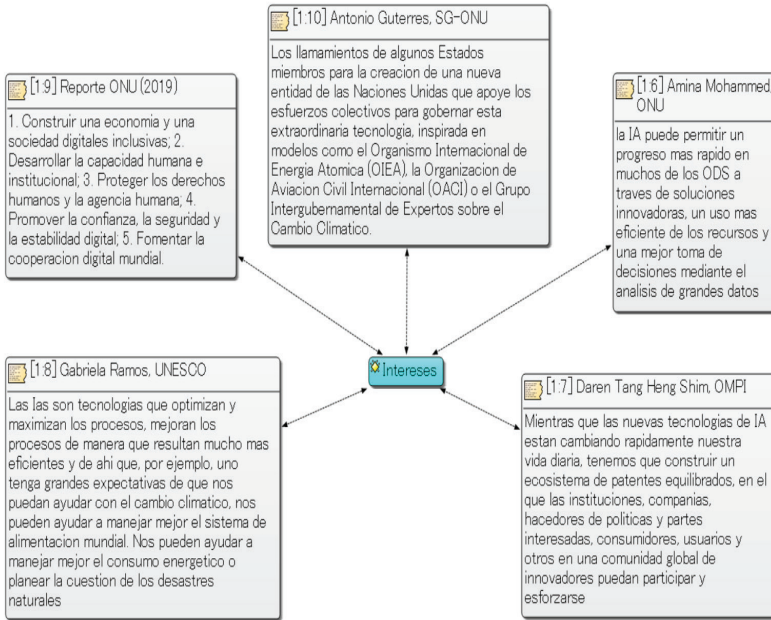 [1:10] Antonio Guterres, SG-ONU
Los llamamientos de algunos Estados
miembros para la creacion de una nueva
entidad de las Naciones Unidas que apoye los
esfuerzos colectivos para gobernar esta
extraordinaria tecnologia, inspirada en
modelos como el Organismo Internacional de
Energia Atomica (OIEA), la Organizacion de
Aviacion Civil Internacional (OACI) o el Grupo
Intergubernamental de Expertos sobre el
Cambio Climatico.
[1:9] Reporte ONU (2019)
1. Construir una economia y una
sociedad digitales inclusivas; 2.
Desarrollar la capacidad humana e
institucional; 3. Proteger los derechos
humanos y la agencia humana; 4.
Promover la confianza, la seguridad y
la estabilidad digital; 5. Fomentar la
cooperacion digital mundial.
[1:6] Amina Mohammed,
ONU
la IA puede permitir un
progreso mas rapido en
muchos de los ODS a
traves de soluciones
innovadoras, un uso mas
eficiente de los recursos y
una mejor toma de
decisiones mediante el
analisis de grandes datos
Intereses
[1:8] Gabriela Ramos, UNESCO
Las Ias son tecnologias que optimizan y
maximizan los procesos, mejoran los
procesos de manera que resultan mucho mas
eficientes y de ahi que, por ejemplo, uno
tenga grandes expectativas de que nos
puedan ayudar con el cambio climatico, nos
pueden ayudar a manejar mejor el sistema de
alimentacion mundial. Nos pueden ayudar a
manejar mejor el consumo energetico o
planear la cuestion de los desastres
naturales
[1:7] Daren Tang Heng Shim, OMPI
Mientras que las nuevas tecnologias de IA
estan cambiando rapidamente nuestra
vida diaria, tenemos que construir un
ecosistema de patentes equilibrados, en el
que las instituciones, companias,
hacedores de politicas y partes
interesadas, consumidores, usuarios y
otros en una comunidad global de
innovadores puedan participar y
esforzarse